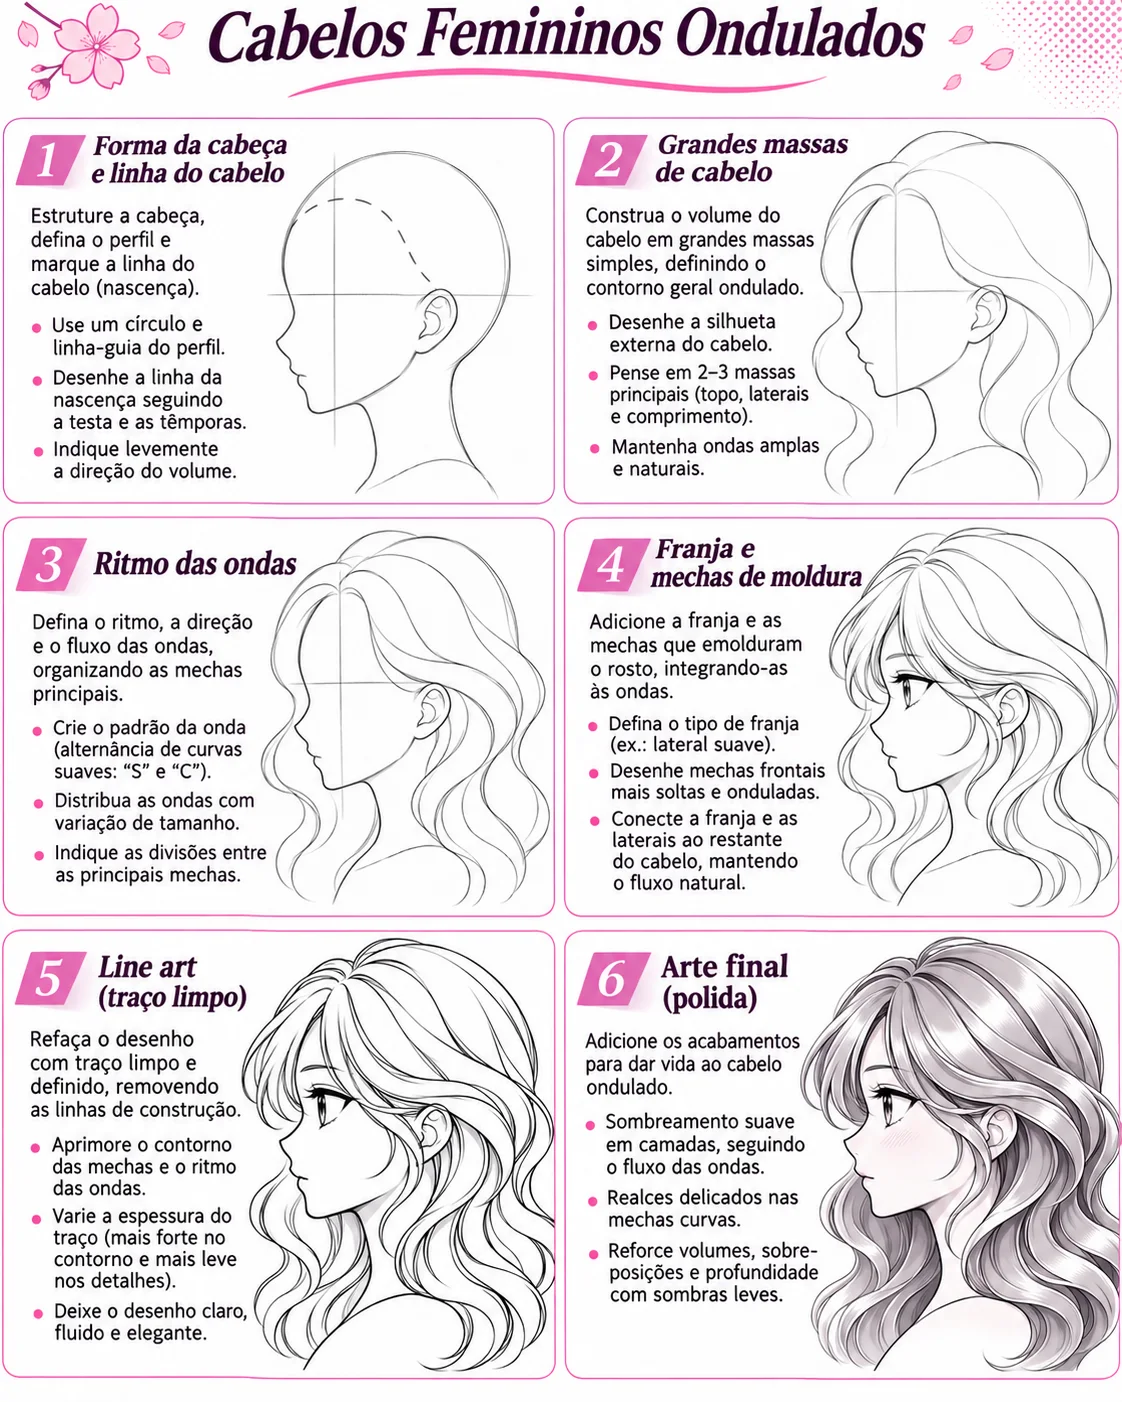 Cabelos Femininos Ondulados
1
Forma da cabeça
e linha do cabelo
Estruture a cabeça,
defina o perfil e
marque a linha do
cabelo (nascença).
• Use um círculo e
linha-guia do perfil.
• Desenhe a linha da
nascença seguindo
a testa e as têmporas.
• Indique levemente
a direção do volume.
2
Grandes massas
de cabelo
Construa o volume do
cabelo em grandes massas
simples, definindo o
contorno geral ondulado.
• Desenhe a silhueta
externa do cabelo.
• Pense em 2–3 massas
principais (topo, laterais
e comprimento).
• Mantenha ondas amplas
e naturais.
3
Ritmo das ondas
Defina o ritmo, a direção
e o fluxo das ondas,
organizando as mechas
principais.
• Crie o padrão da onda
(alternância de curvas
suaves: “S” e “C”).
• Distribua as ondas com
variação de tamanho.
• Indique as divisões entre
as principais mechas.
4
Franja e
mechas de moldura
Adicione a franja e as
mechas que emolduram
o rosto, integrando-as
às ondas.
• Defina o tipo de franja
(ex.: lateral suave).
• Desenhe mechas frontais
mais soltas e onduladas.
• Conecte a franja e as
laterais ao restante
do cabelo, mantendo
o fluxo natural.
5
Line art
(traço limpo)
Refaça o desenho
com traço limpo e
definido, removendo
as linhas de construção.
• Aprimore o contorno
das mechas e o ritmo
das ondas.
• Varie a espessura do
traço (mais forte no
contorno e mais leve
nos detalhes).
• Deixe o desenho claro,
fluido e elegante.
6
Arte final
(polida)
Adicione os acabamentos
para dar vida ao cabelo
ondulado.
• Sombreamento suave
em camadas, seguindo
o fluxo das ondas.
• Realces delicados nas
mechas curvas.
• Reforce volumes, sobre-
posições e profundidade
com sombras leves.